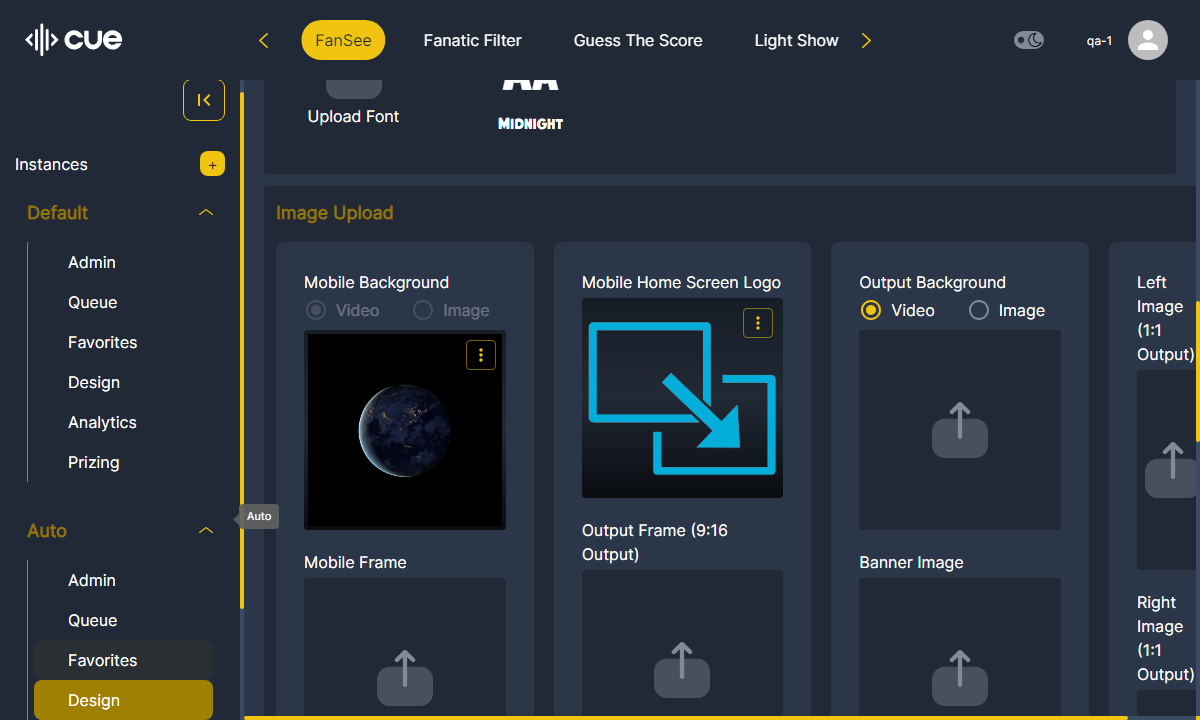 cue
FanSee
Fanatic Filter
Guess The Score
Light Show
qa-1
Instances
+
Default
Admin
Queue
Favorites
Design
Analytics
Prizing
Auto
Admin
Queue
Favorites
Design
Auto
Upload Font
AA
MIDNIGHT
Image Upload
Mobile Background
Video
Image
Mobile Frame
Mobile Home Screen Logo
Output Frame (9:16
Output)
Output Background
Video
Image
Banner Image
Left
Image
(1:1
Output)
Right
Image
(1:1
Output)